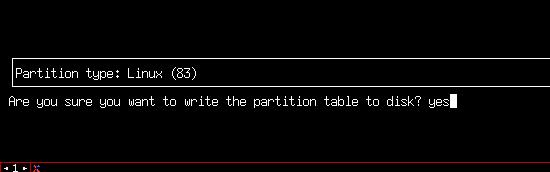 Partition type: Linux (83)
Are you sure you want to write the partition table to disk? yes
◂ 1 ▸ %